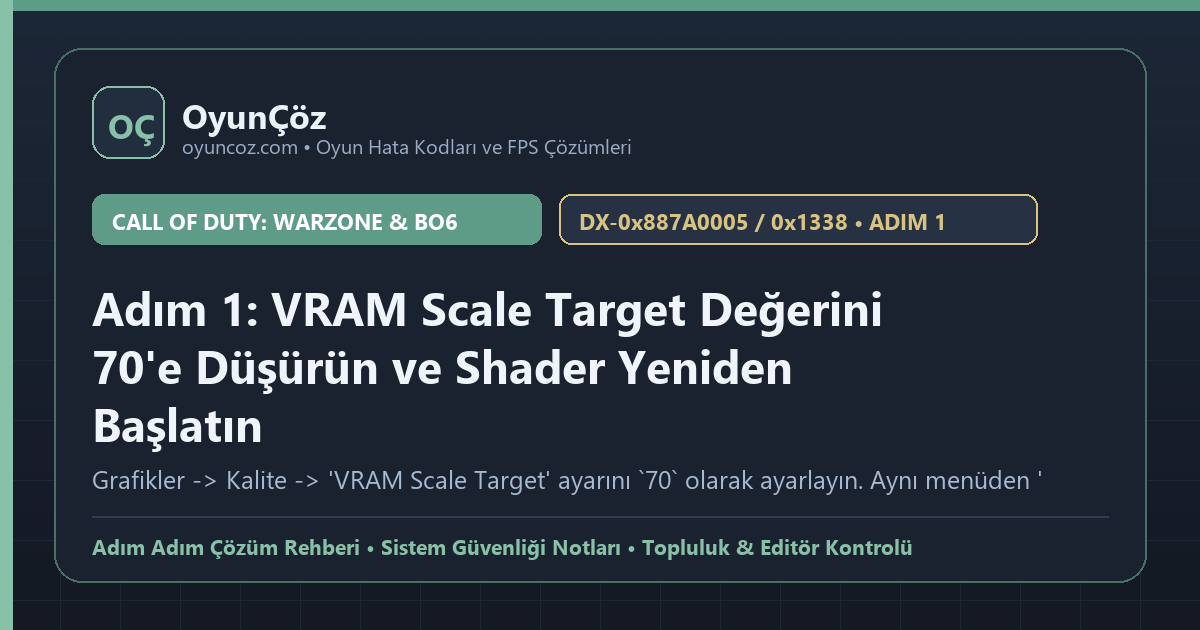 OÇ
OyunÇöz
oyuncoz.com • Oyun Hata Kodları ve FPS Çözümleri
CALL OF DUTY: WARZONE & BO6
DX-0x887A0005 / 0x1338 • ADIM 1
Adım 1: VRAM Scale Target Değerini
70'e Düşürün ve Shader Yeniden
Başlatın
Grafikler -> Kalite -> 'VRAM Scale Target' ayarını `70` olarak ayarlayın. Aynı menüden '
Adım Adım Çözüm Rehberi • Sistem Güvenliği Notları • Topluluk & Editör Kontrolü